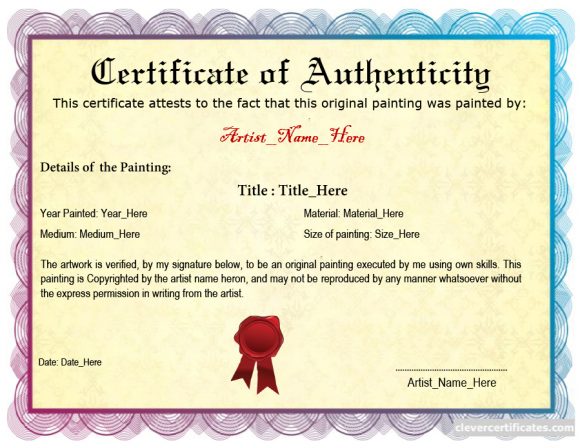 Certificate of Authenticity
This certificate attests to the fact that this original painting was painted by:
Artist_Name_Here
Details of the Painting:
Title : Title_Here
Year Painted: Year_Here
Material: Material_Here
Medium: Medium_Here
Size of painting: Size_Here
The artwork is verified, by my signature below, to be an original painting executed by me using own skills. This
painting is Copyrighted by the artist name heron, and may not be reproduced by any manner whatsoever without
the express permission in writing from the artist.
Date: Date_Here
Artist_Name_Here
clevercertificates.com